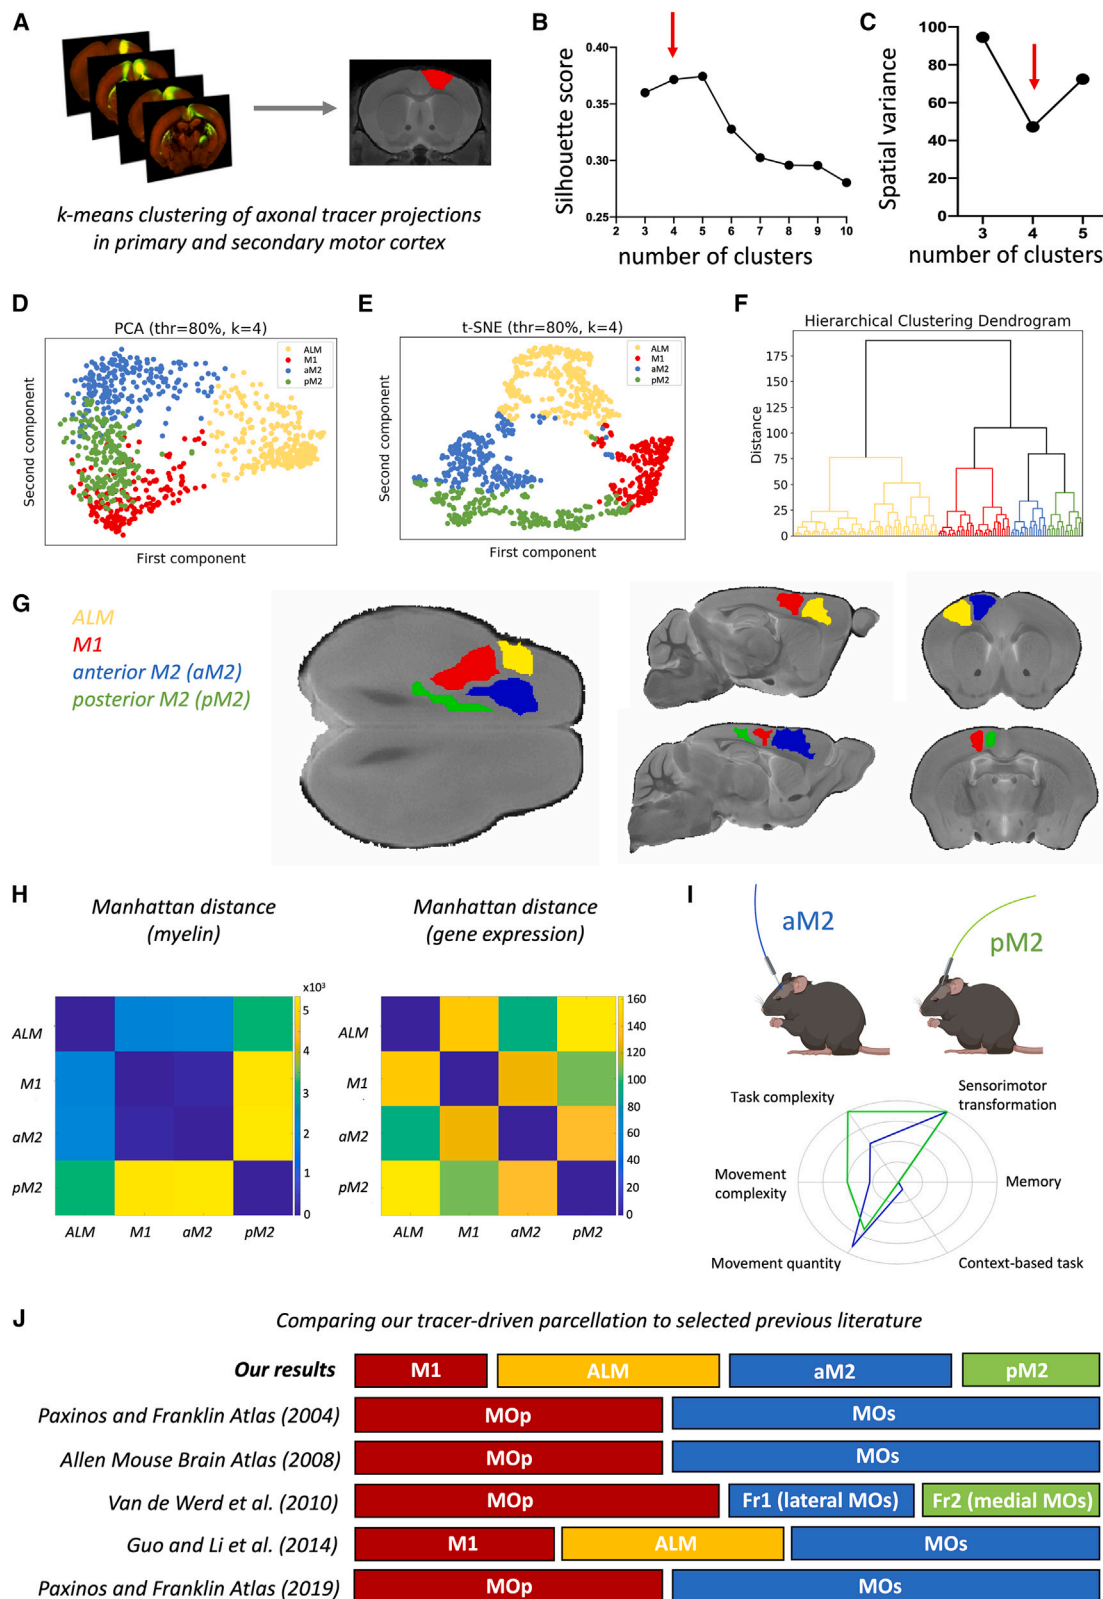 A
k-means clustering of axonal tracer projections
in primary and secondary motor cortex
B
Silhouette score
0.40
0.35
0.30
0.25
2 3 4 5 6 7 8 9 10
number of clusters
C
Spatial variance
100
80
60
40
20
0
3 4 5
number of clusters
D
PCA (thr=80%, k=4)
ALM
M1
aM2
pM2
Second component
First component
E
t-SNE (thr=80%, k=4)
ALM
M1
aM2
pM2
Second component
First component
F
Hierarchical Clustering Dendrogram
Distance
175
150
125
100
75
50
25
0
G
ALM
M1
anterior M2 (aM2)
posterior M2 (pM2)
H
Manhattan distance
(myelin)
x10³
5
4
3
2
1
0
ALM
M1
aM2
pM2
ALM M1 aM2 pM2
Manhattan distance
(gene expression)
160
140
120
100
80
60
40
20
0
ALM
M1
aM2
pM2
ALM M1 aM2 pM2
I
aM2
pM2
Task complexity
Sensorimotor
transformation
Movement
complexity
Memory
Movement quantity
Context-based task
J
Comparing our tracer-driven parcellation to selected previous literature
Our results M1 ALM aM2 pM2
Paxinos and Franklin Atlas (2004) MOp MOs
Allen Mouse Brain Atlas (2008) MOp MOs
Van de Werd et al. (2010) MOp Fr1 (lateral MOs) Fr2 (medial MOs)
Guo and Li et al. (2014) M1 ALM MOs
Paxinos and Franklin Atlas (2019) MOp MOs